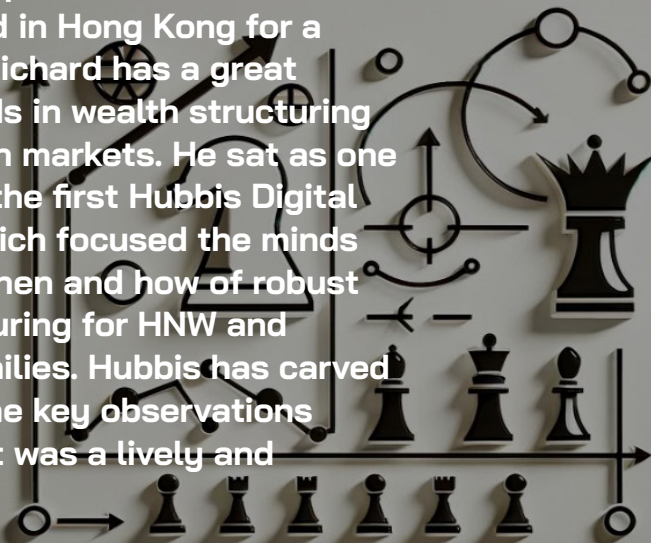 d in Hong Kong for a
ichard has a great
ls in wealth structuring
n markets. He sat as one
the first Hubbis Digital
ich focused the minds
hen and how of robust
uring for HNW and
ilies. Hubbis has carved
e key observations
t was a lively and